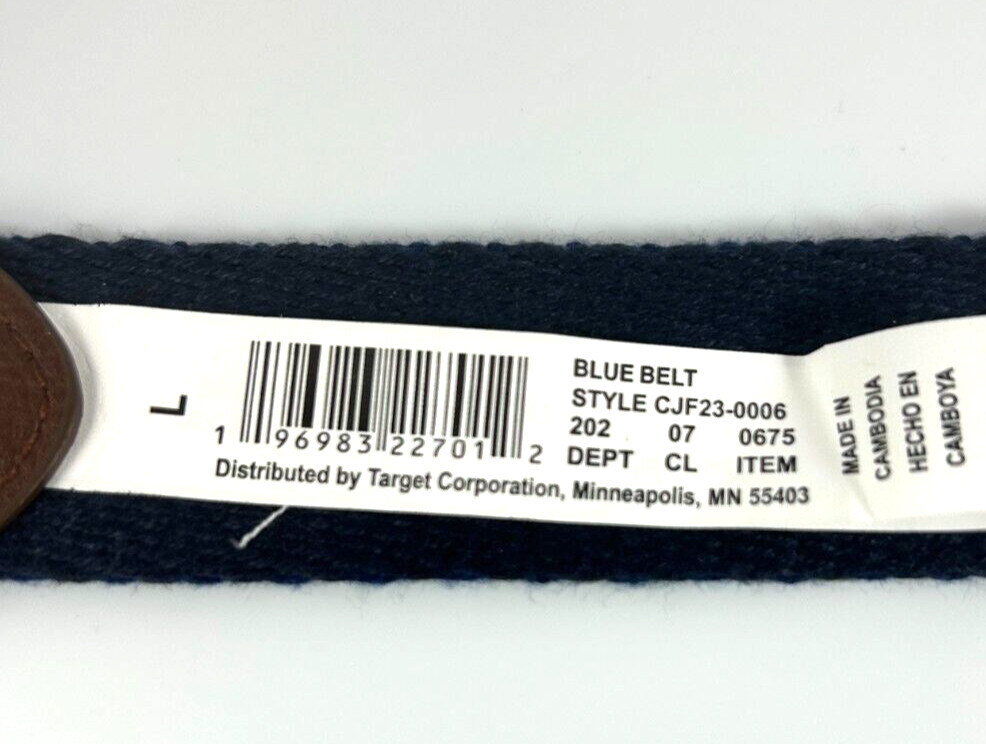 L
1 96983 22701 2
BLUE BELT
STYLE CJF23-0006
202 07 0675
DEPT CL ITEM
Distributed by Target Corporation, Minneapolis, MN 55403
MADE IN
CAMBODIA
HECHO EN
CAMBOYA